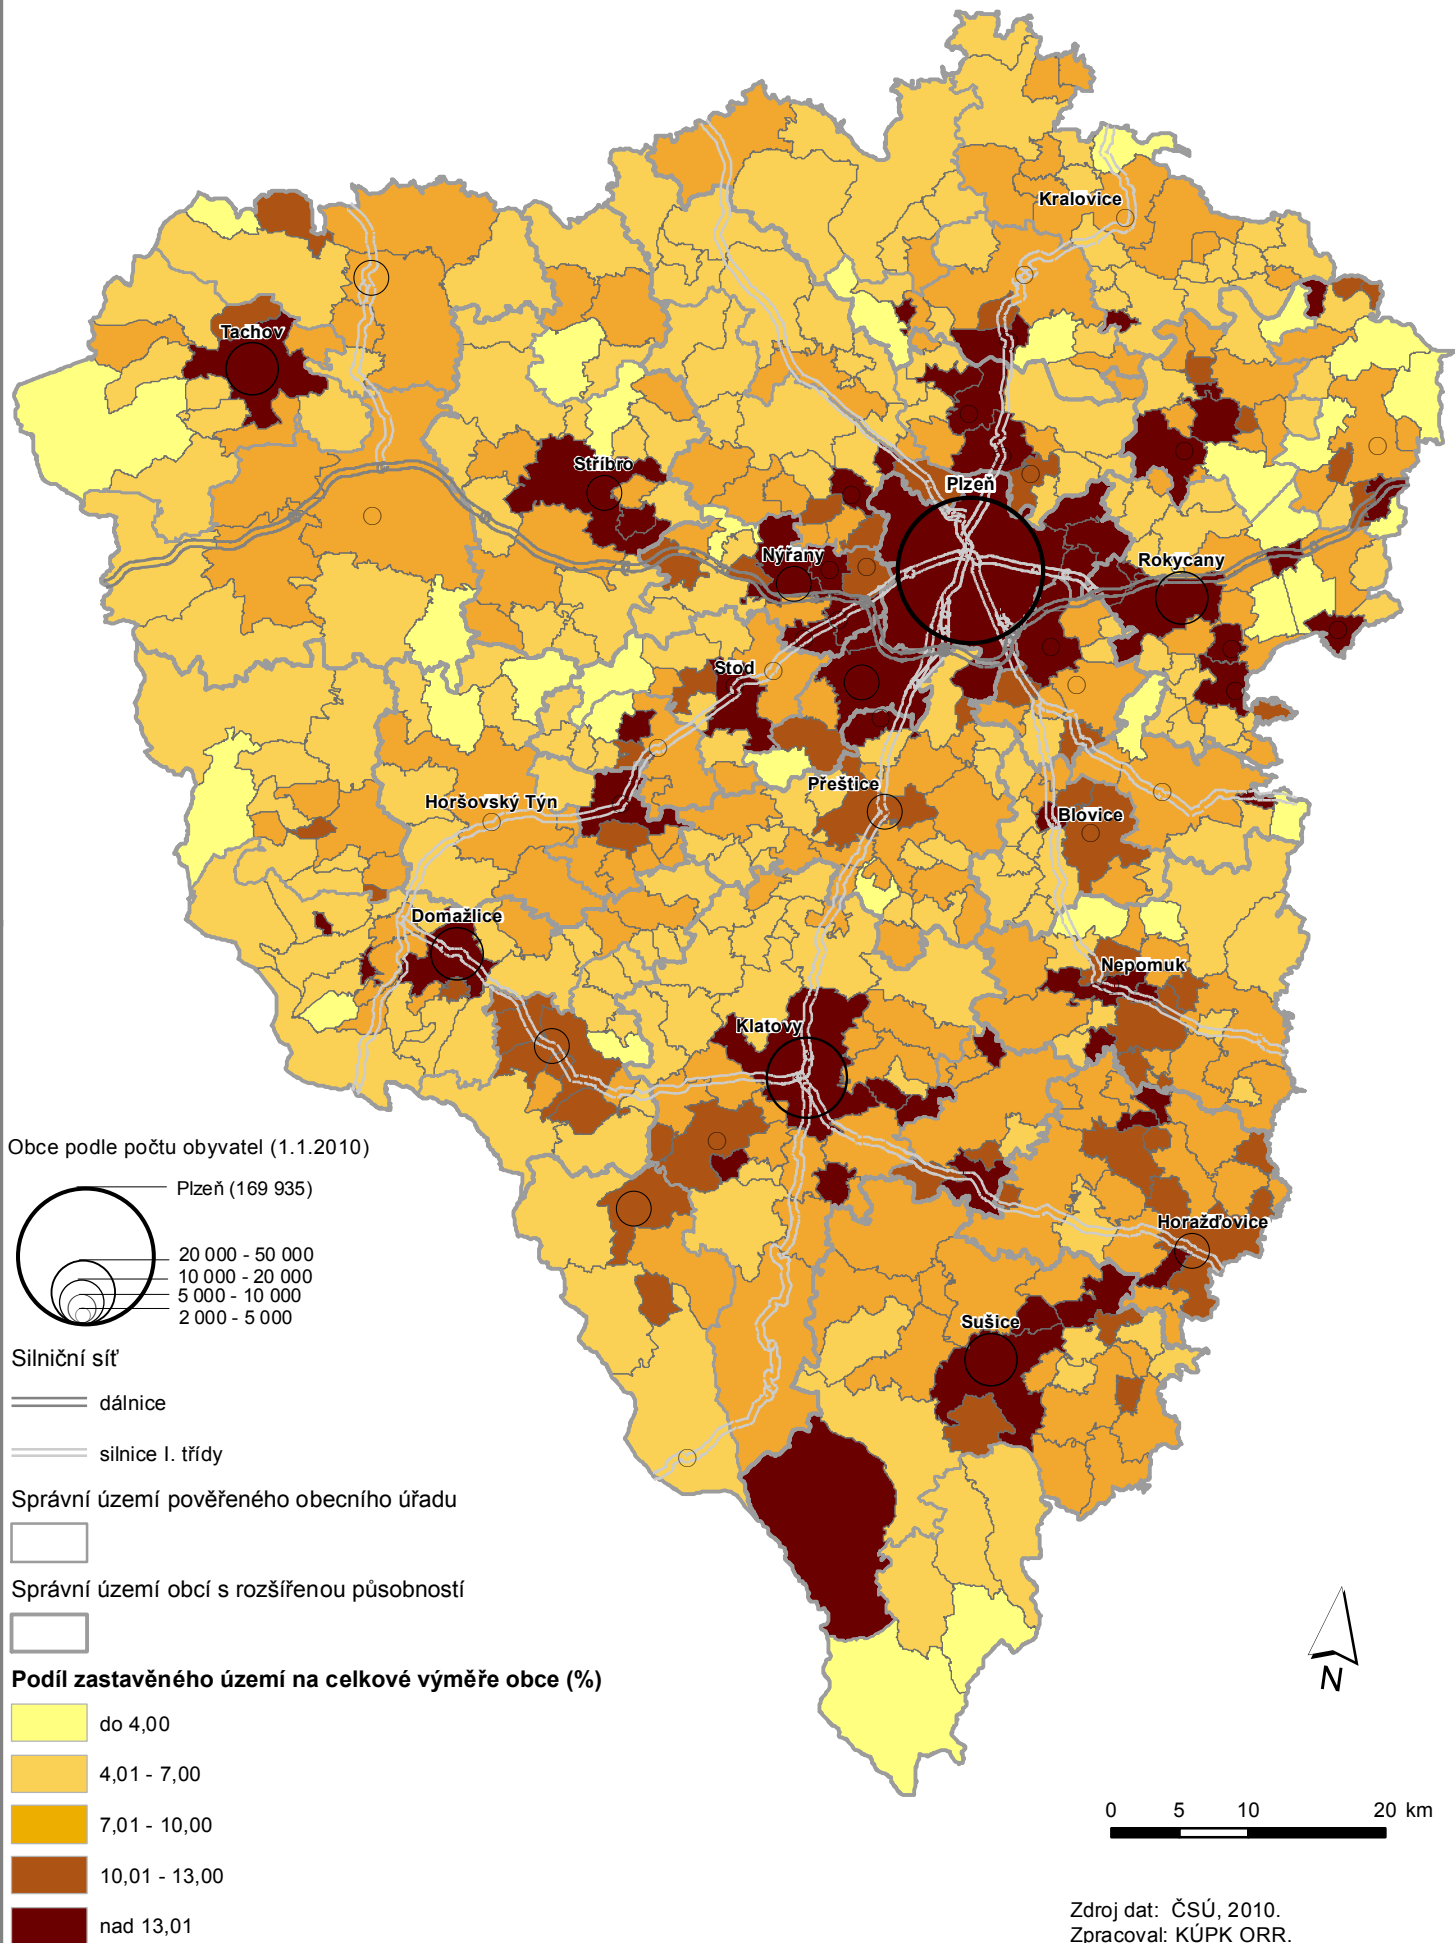 Kralovice
Tachov
Stříbro
Plzeň
Nýřany
Rokycany
Stod
Přeštice
Horšovský Týn
Blovice
Domažlice
Nepomuk
Klatovy
Obce podle počtu obyvatel (1.1.2010)
Plzeň (169 935)
Horažďovice
20 000 - 50 000
10 000 - 20 000
5 000 - 10 000
2 000 - 5 000
Sušice
Silniční síť
dálnice
silnice I. třídy
Správní území pověřeného obecního úřadu
Správní území obcí s rozšířenou působností
Podíl zastavěného území na celkové výměře obce (%)
N
do 4,00
4,01 - 7,00
7,01 - 10,00
10,01 - 13,00
nad 13,01
0 5 10 20 km
Zdroj dat: ČSÚ, 2010.
Zpracoval: KÚPK ORR.